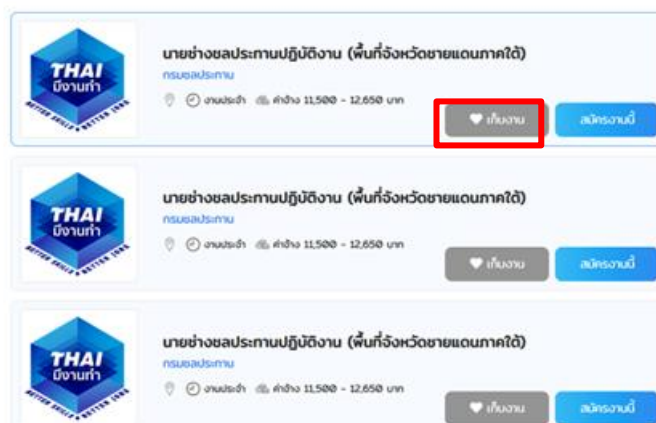 THAI
มีงานทำ
BETTER SKILL • BETTER JOBS
นายช่างชลประทานปฏิบัติงาน (พื้นที่จังหวัดชายแดนภาคใต้)
กรมชลประทาน
งานประจำ ค่าจ้าง 11,500 - 12,650 บาท
เก็บงาน สมัครงานนี้
THAI
มีงานทำ
BETTER SKILL • BETTER JOBS
นายช่างชลประทานปฏิบัติงาน (พื้นที่จังหวัดชายแดนภาคใต้)
กรมชลประทาน
งานประจำ ค่าจ้าง 11,500 - 12,650 บาท
เก็บงาน สมัครงานนี้
THAI
มีงานทำ
BETTER SKILL • BETTER JOBS
นายช่างชลประทานปฏิบัติงาน (พื้นที่จังหวัดชายแดนภาคใต้)
กรมชลประทาน
งานประจำ ค่าจ้าง 11,500 - 12,650 บาท
เก็บงาน สมัครงานนี้